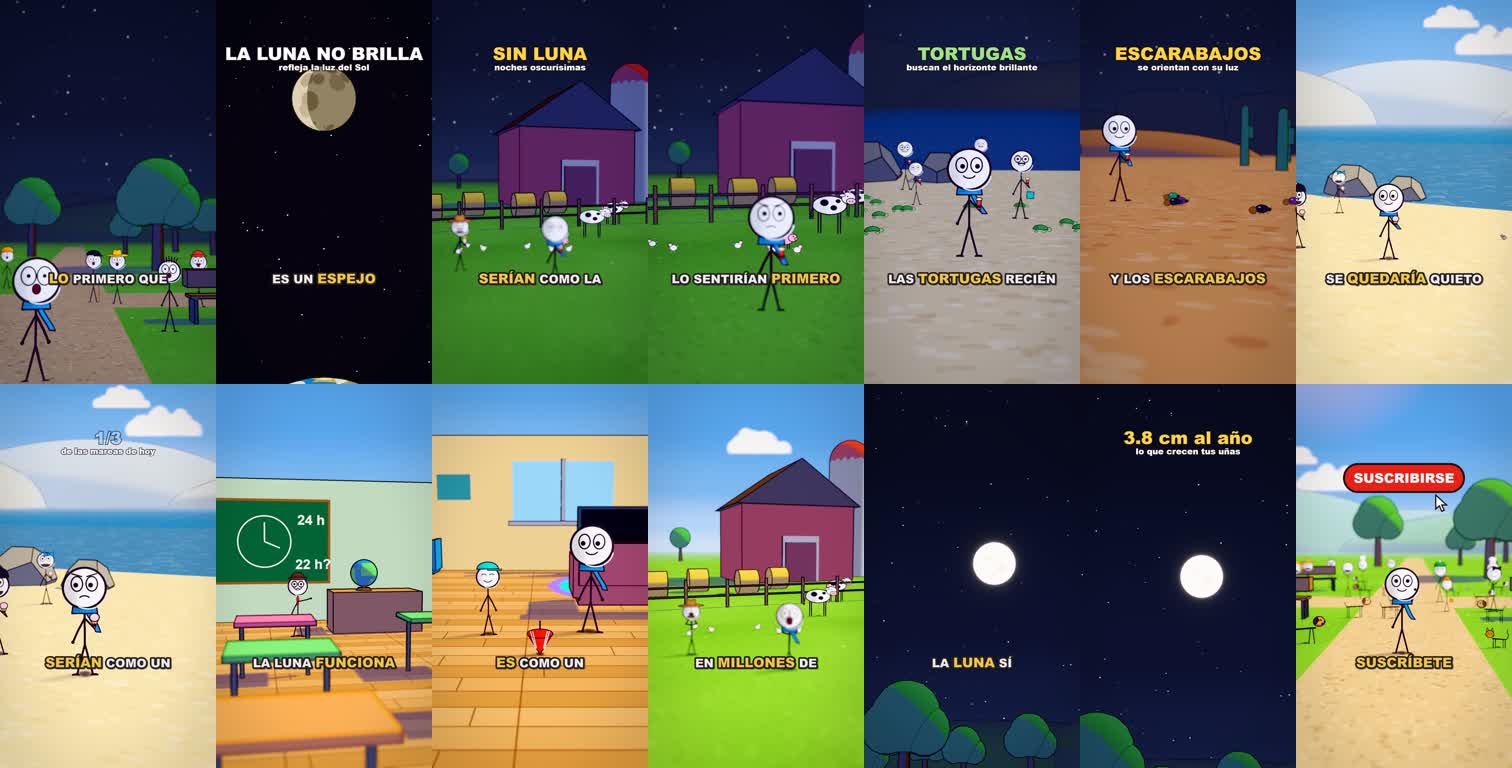 LO PRIMERO QUE
LA LUNA NO BRILLA
refleja la luz del Sol
ES UN ESPEJO
SIN LUNA
noches oscurísimas
SERÍAN COMO LA
LO SENTIRÍAN PRIMERO
TORTUGAS
buscan el horizonte brillante
LAS TORTUGAS RECIÉN
ESCARABAJOS
se orientan con su luz
Y LOS ESCARABAJOS
SE QUEDARÍA QUIETO
1/3
de las mareas de hoy
SERÍAN COMO UN
24 h
22 h?
LA LUNA FUNCIONA
ES COMO UN
EN MILLONES DE
LA LUNA SÍ
3.8 cm al año
lo que crecen tus uñas
SUSCRIBIRSE
SUSCRÍBETE